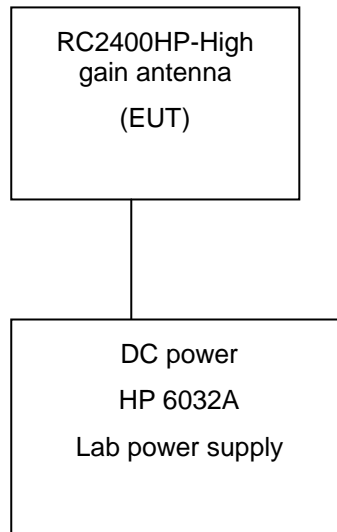 RC2400HP-High
gain antenna
(EUT)
DC power
HP 6032A
Lab power supply